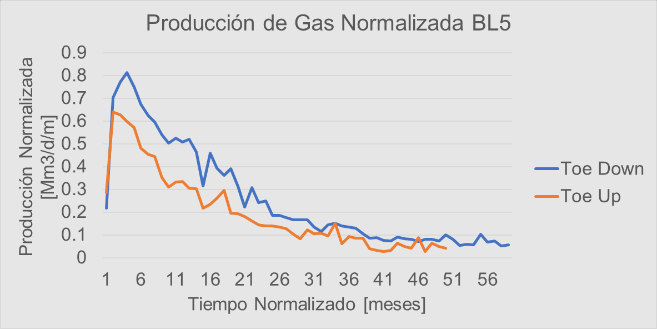 Producción de Gas Normalizada BL5
Producción Normalizada
[Mm3/d/m]
0.9
0.8
0.7
0.6
0.5
0.4
0.3
0.2
0.1
0
1 6 11 16 21 26 31 36 41 46 51 56
Tiempo Normalizado [meses]
Toe Down
Toe Up